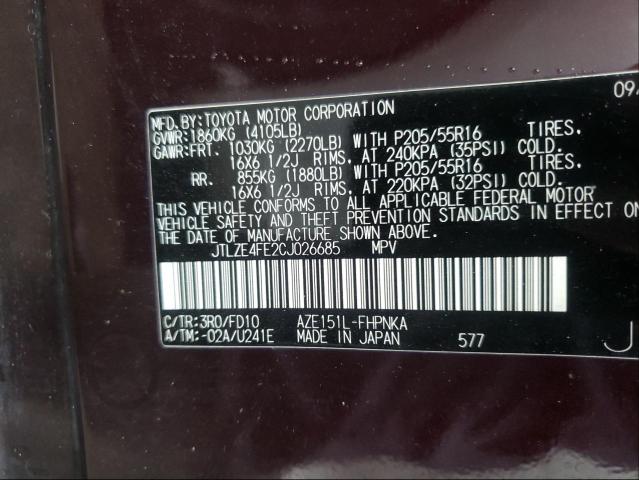 09/
MFD.BY:TOYOTA MOTOR CORPORATION
GVWR:1860KG (4105LB)
GAWR:FRT. 1030KG (2270LB) WITH P205/55R16 TIRES,
16X6 1/2J RIMS, AT 240KPA (35PSI) COLD.
RR. 855KG (1880LB) WITH P205/55R16 TIRES,
16X6 1/2J RIMS, AT 220KPA (32PSI) COLD.
THIS VEHICLE CONFORMS TO ALL APPLICABLE FEDERAL MOTOR
VEHICLE SAFETY AND THEFT PREVENTION STANDARDS IN EFFECT ON
THE DATE OF MANUFACTURE SHOWN ABOVE.
JTLZE4FE2CJ026685 MPV
C/TR:3R0/FD10 AZE151L-FHPNKA
A/TM:-02A/U241E MADE IN JAPAN 577
J